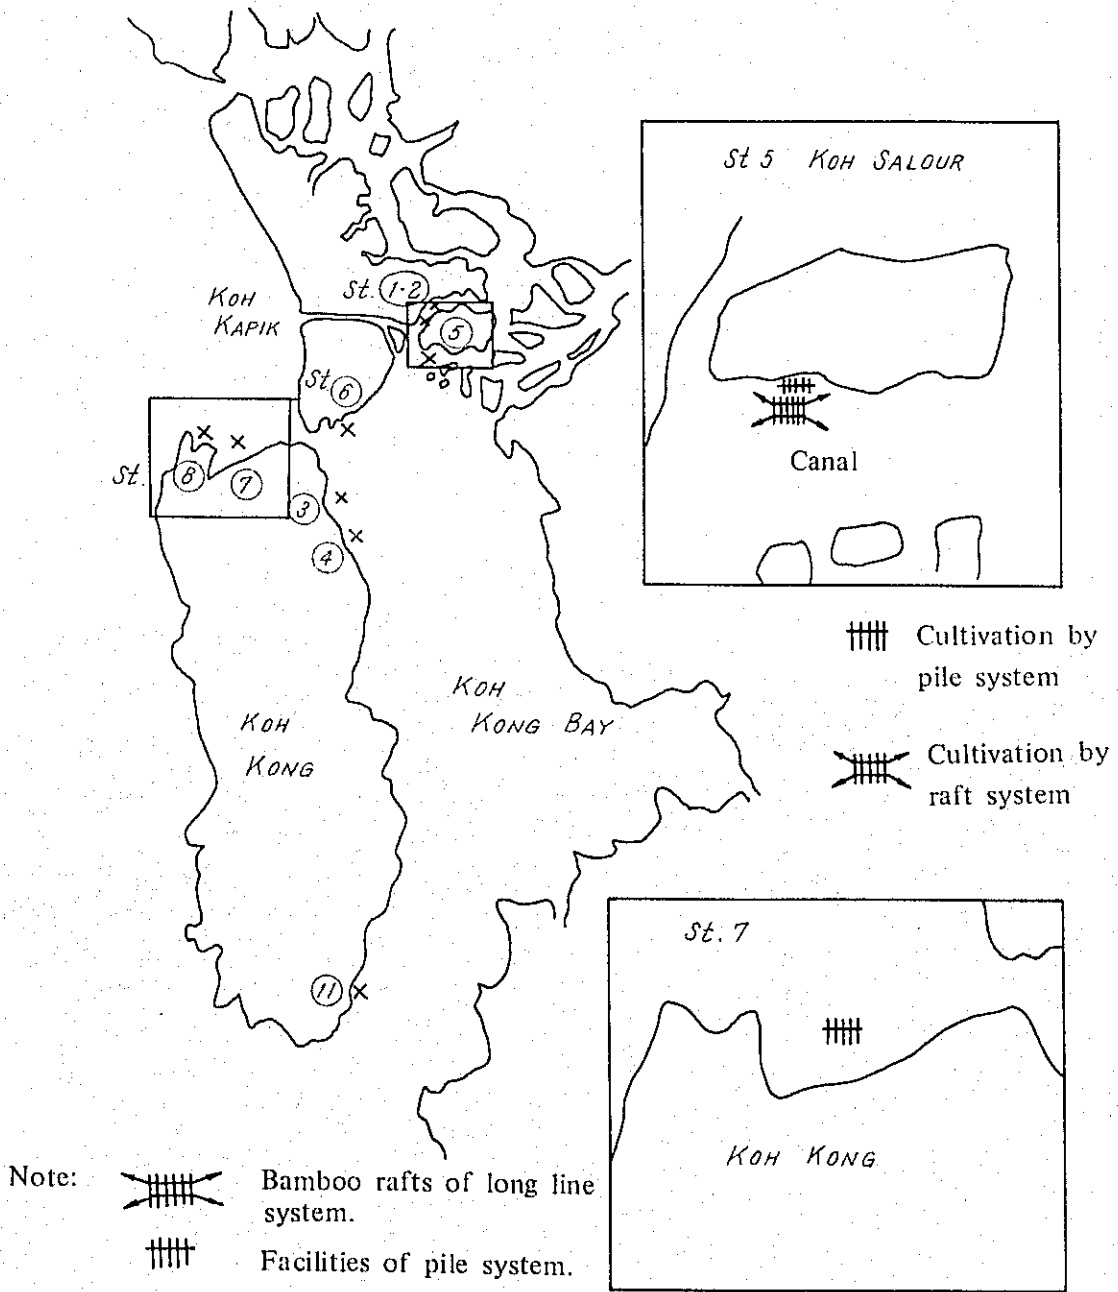 St 5 KOH SALOUR
KOH
KAPIK
St. 1-2
5
St 6
St.
8
7
3
4
Canal
Cultivation by
pile system
Cultivation by
raft system
KOH
KONG BAY
KOH
KONG
11
St. 7
KOH KONG
Note:
Bamboo rafts of long line
system.
Facilities of pile system.